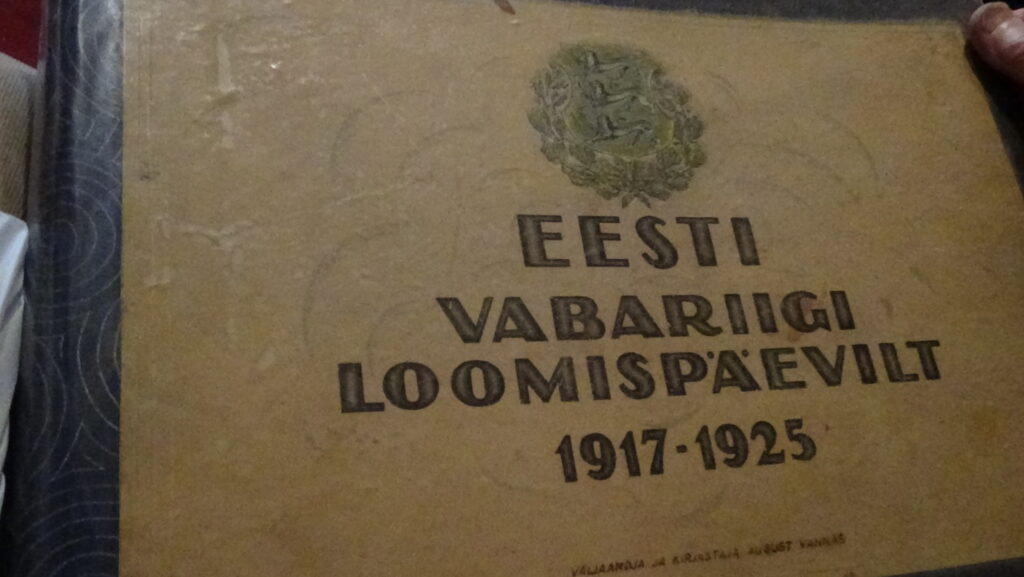 EESTI
VABARIIGI
LOOMISPÄEVILT
1917-1925
VÄLJAANDJA JA KIRJASTAJA AUGUST VANNAS